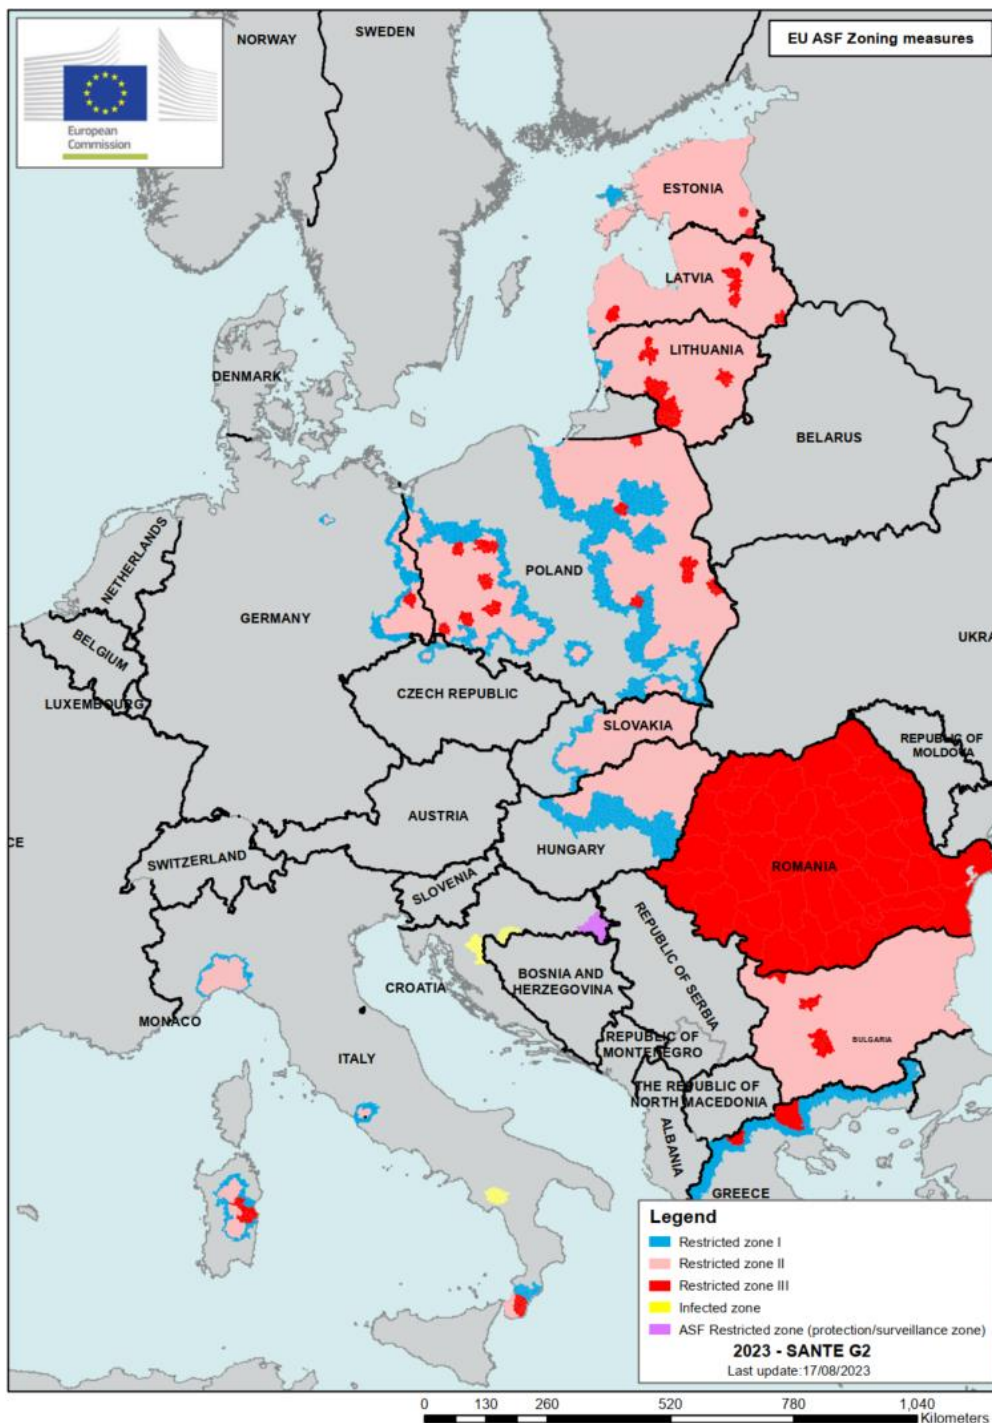 EU ASF Zoning measures
European
Commission
NORWAY
SWEDEN
ESTONIA
LATVIA
LITHUANIA
DENMARK
BELARUS
NETHERLANDS
POLAND
GERMANY
BELGIUM
UKRA
LUXEMBOURG
CZECH REPUBLIC
SLOVAKIA
REPUBLIC OF
MOLDOVA
AUSTRIA
CE
HUNGARY
SWITZERLAND
ROMANIA
SLOVENIA
REPUBLIC OF SERBIA
BOSNIA AND
HERZEGOVINA
CROATIA
MONACO
REPUBLIC OF
MONTENEGRO
BULGARIA
ITALY
THE REPUBLIC OF
NORTH MACEDONIA
ALBANIA
GREECE
Legend
Restricted zone I
Restricted zone II
Restricted zone III
Infected zone
ASF Restricted zone (protection/surveillance zone)
2023 - SANTE G2
Last update:17/08/2023
0 130 260 520 780 1,040
Kilometers